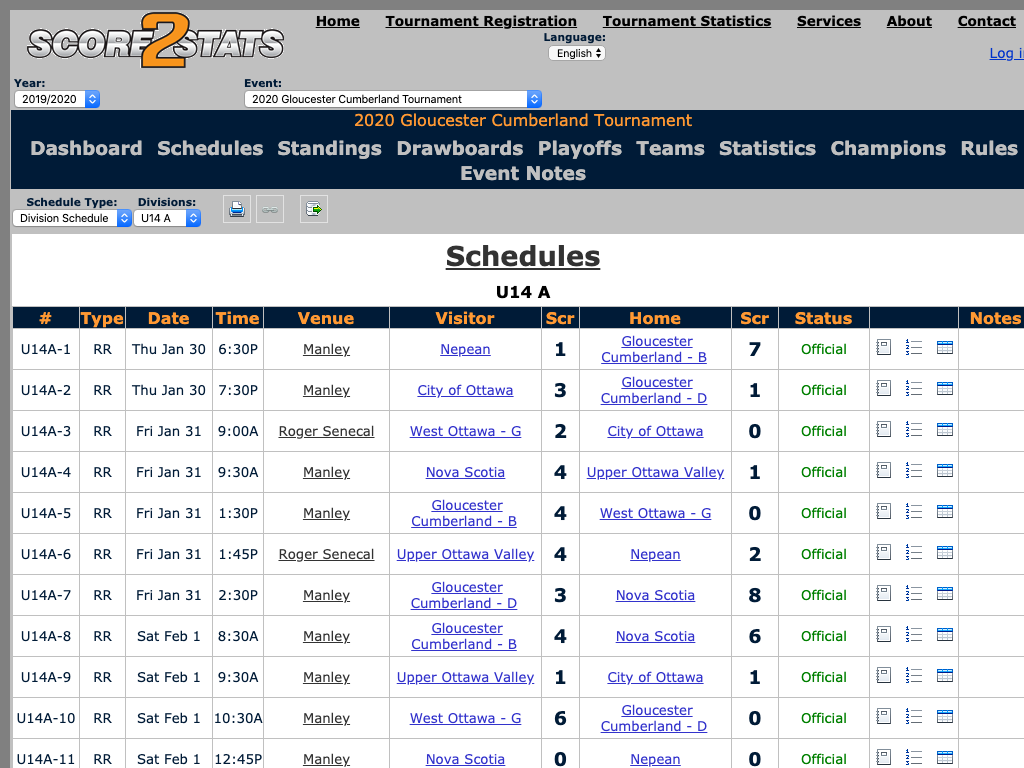 SCORE2STATS
Home Tournament Registration Tournament Statistics Services About Contact
Language:
English
Log in
Year: Event:
2019/2020 2020 Gloucester Cumberland Tournament
2020 Gloucester Cumberland Tournament
Dashboard Schedules Standings Drawboards Playoffs Teams Statistics Champions Rules
Event Notes
Schedule Type: Divisions:
Division Schedule U14 A
Schedules
U14 A
# Type Date Time Venue Visitor Scr Home Scr Status Notes
U14A-1 RR Thu Jan 30 6:30P Manley Nepean 1 Gloucester Cumberland - B 7 Official
U14A-2 RR Thu Jan 30 7:30P Manley City of Ottawa 3 Gloucester Cumberland - D 1 Official
U14A-3 RR Fri Jan 31 9:00A Roger Senecal West Ottawa - G 2 City of Ottawa 0 Official
U14A-4 RR Fri Jan 31 9:30A Manley Nova Scotia 4 Upper Ottawa Valley 1 Official
U14A-5 RR Fri Jan 31 1:30P Manley Gloucester Cumberland - B 4 West Ottawa - G 0 Official
U14A-6 RR Fri Jan 31 1:45P Roger Senecal Upper Ottawa Valley 4 Nepean 2 Official
U14A-7 RR Fri Jan 31 2:30P Manley Gloucester Cumberland - D 3 Nova Scotia 8 Official
U14A-8 RR Sat Feb 1 8:30A Manley Gloucester Cumberland - B 4 Nova Scotia 6 Official
U14A-9 RR Sat Feb 1 9:30A Manley Upper Ottawa Valley 1 City of Ottawa 1 Official
U14A-10 RR Sat Feb 1 10:30A Manley West Ottawa - G 6 Gloucester Cumberland - D 0 Official
U14A-11 RR Sat Feb 1 12:45P Manley Nova Scotia 0 Nepean 0 Official